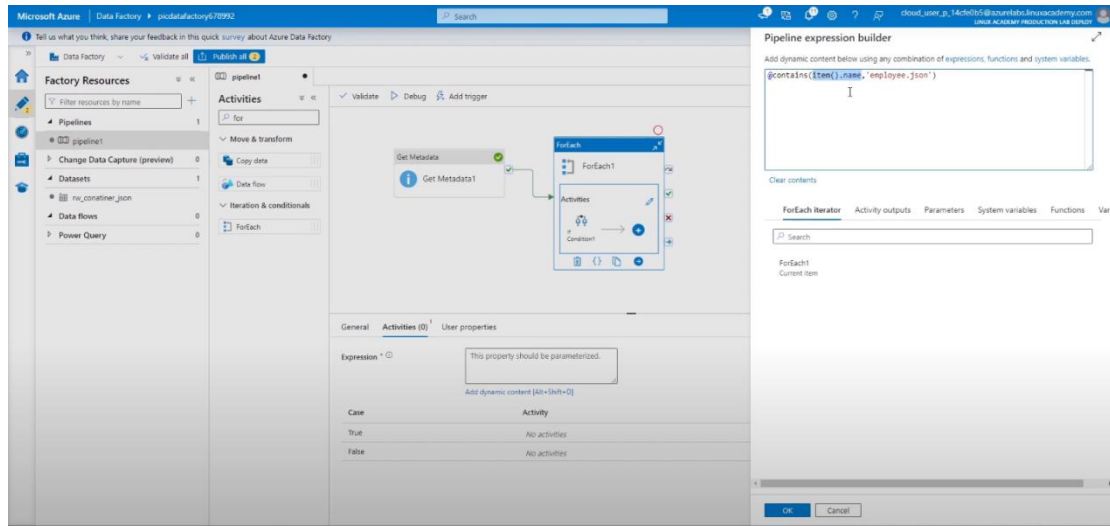 Microsoft Azure
Data Factory
picdatafactory678992
Search
cloud_user_p_14cfe0b5@azurelabs.linuxacademy.com
LINUX ACADEMY PRODUCTION LAB DEPLOY
Tell us what you think, share your feedback in this quick survey about Azure Data Factory
Data Factory
Validate all
Publish all 2
Factory Resources
Filter resources by name
Pipelines 1
pipeline1
Change Data Capture (preview) 0
Datasets 1
rw_conatiner_json
Data flows 0
Power Query 0
pipeline1
Activities
for
Move & transform
Copy data
Data flow
Iteration & conditionals
ForEach
Validate
Debug
Add trigger
Get Metadata
Get Metadata1
ForEach
ForEach1
Activities
If
Condition1
General
Activities (0) 1
User properties
Expression *
This property should be parameterized.
Add dynamic content [Alt+Shift+D]
Case Activity
True No activities
False No activities
Pipeline expression builder
Add dynamic content below using any combination of expressions, functions and system variables.
@contains(item().name,'employee.json')
Clear contents
ForEach iterator
Activity outputs
Parameters
System variables
Functions
Var
Search
ForEach1
Current item
OK
Cancel